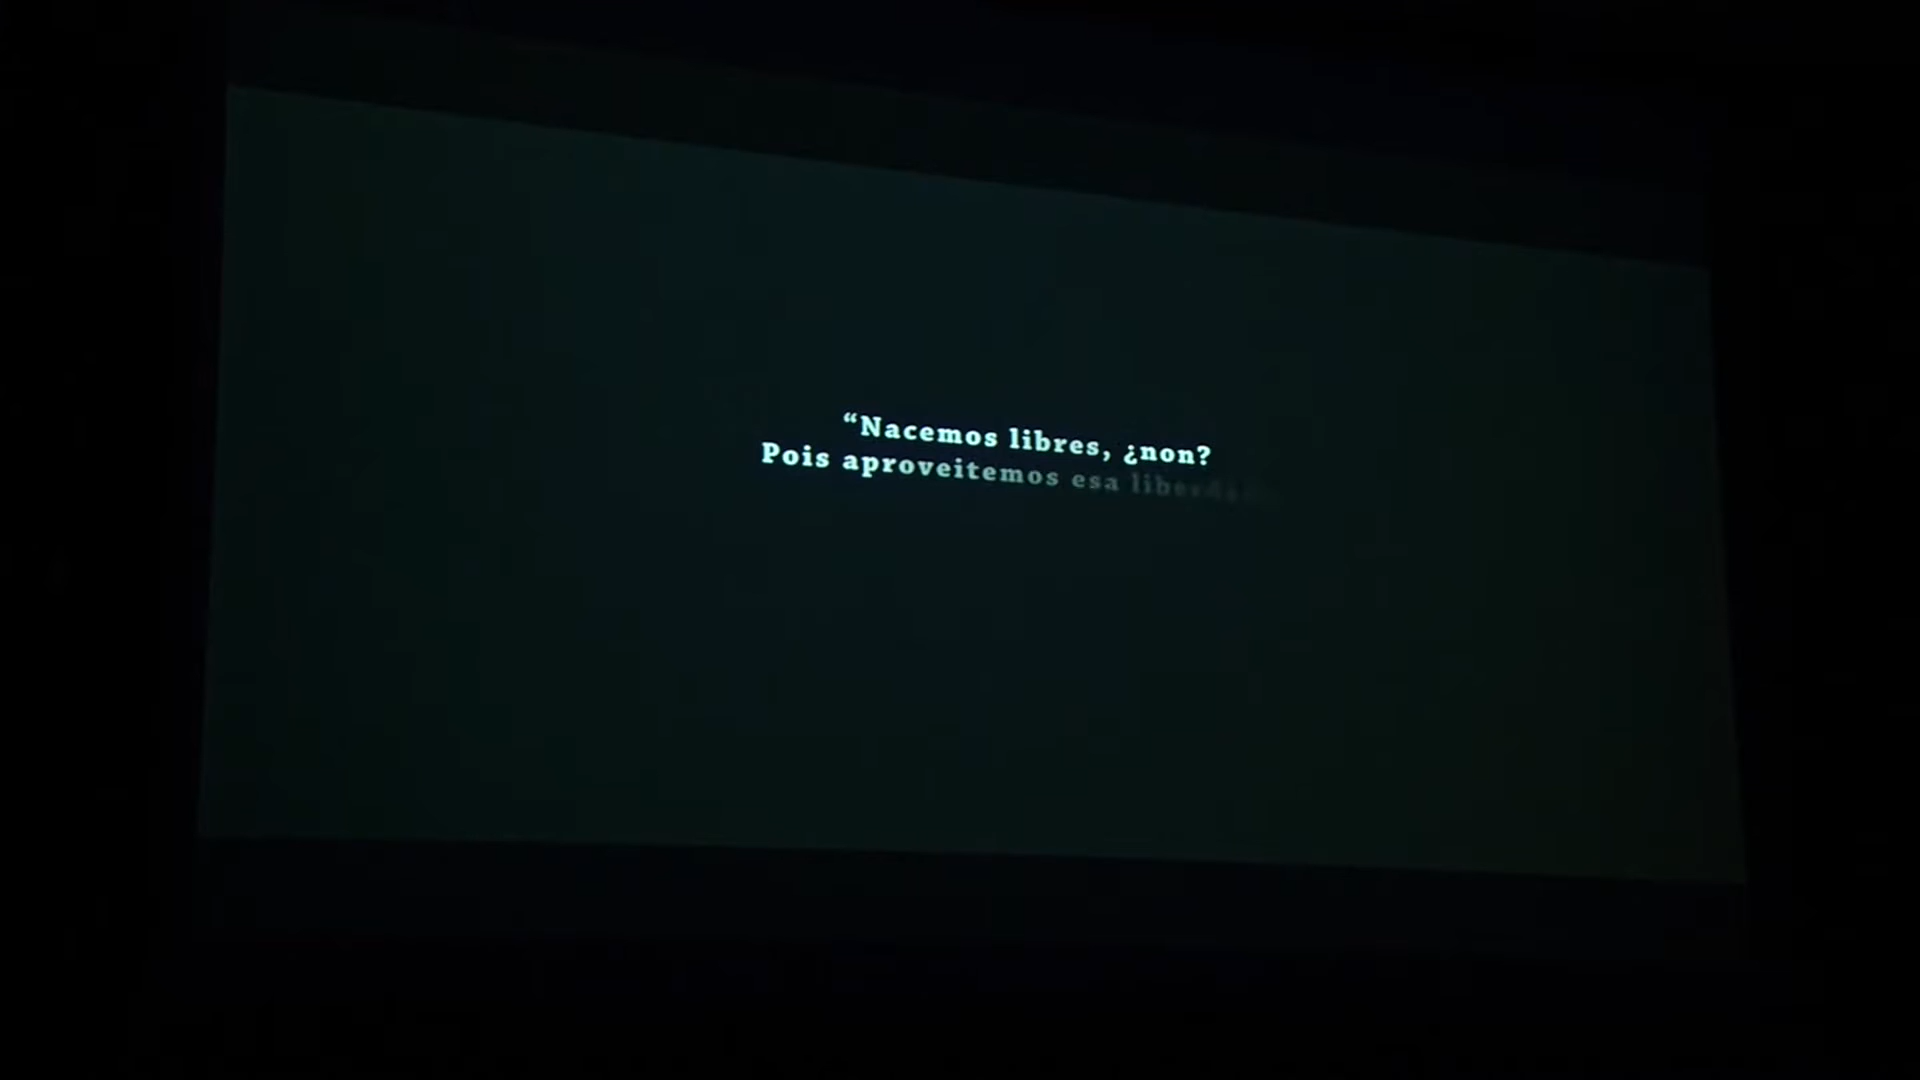 “Nacemos libres, ¿non?
Pois aproveitemos esa